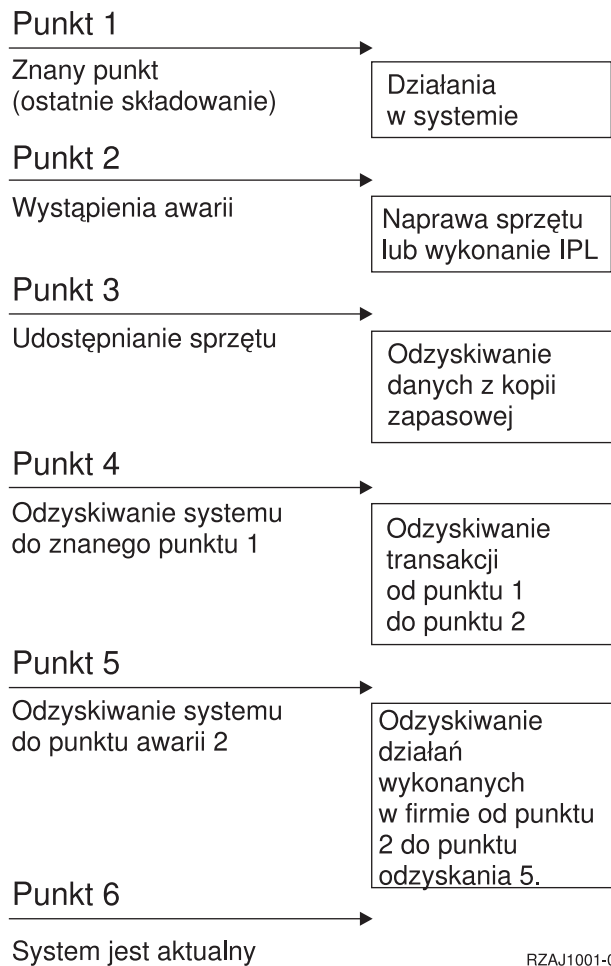 Punkt 1
Znany punkt
(ostatnie składowanie)
Działania
w systemie
Punkt 2
Wystąpienia awarii
Naprawa sprzętu
lub wykonanie IPL
Punkt 3
Udostępnianie sprzętu
Odzyskiwanie
danych z kopii
zapasowej
Punkt 4
Odzyskiwanie systemu
do znanego punktu 1
Odzyskiwanie
transakcji
od punktu 1
do punktu 2
Punkt 5
Odzyskiwanie systemu
do punktu awarii 2
Odzyskiwanie
działań
wykonanych
w firmie od punktu
2 do punktu
odzyskania 5.
Punkt 6
System jest aktualny
RZAJ1001-0